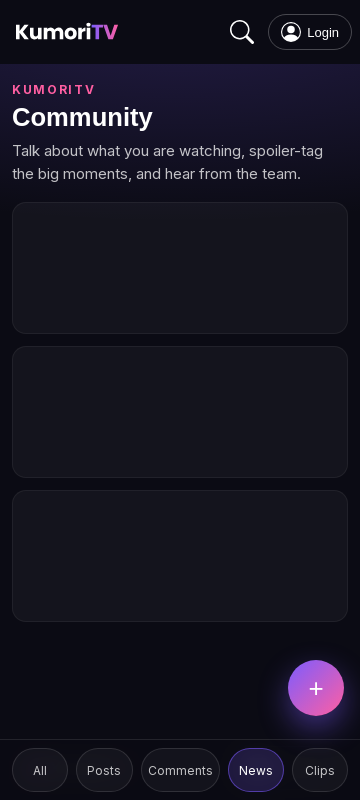 KumoriTV
Login
KUMORITV
Community
Talk about what you are watching, spoiler-tag
the big moments, and hear from the team.
+
All
Posts
Comments
News
Clips